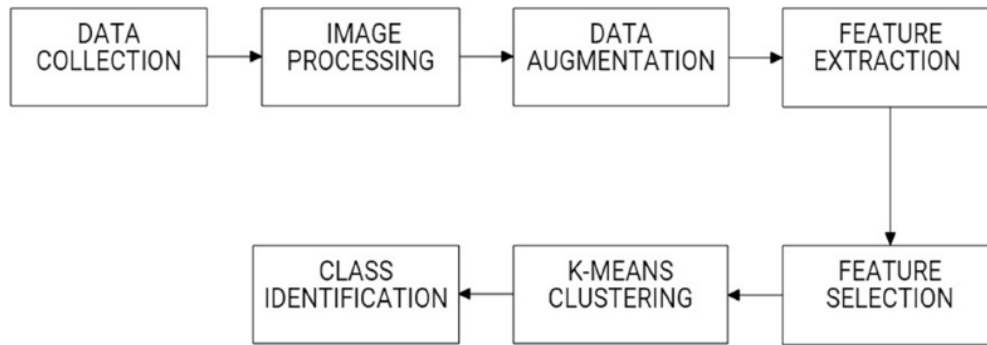 DATA
COLLECTION
IMAGE
PROCESSING
DATA
AUGMENTATION
FEATURE
EXTRACTION
FEATURE
SELECTION
K-MEANS
CLUSTERING
CLASS
IDENTIFICATION